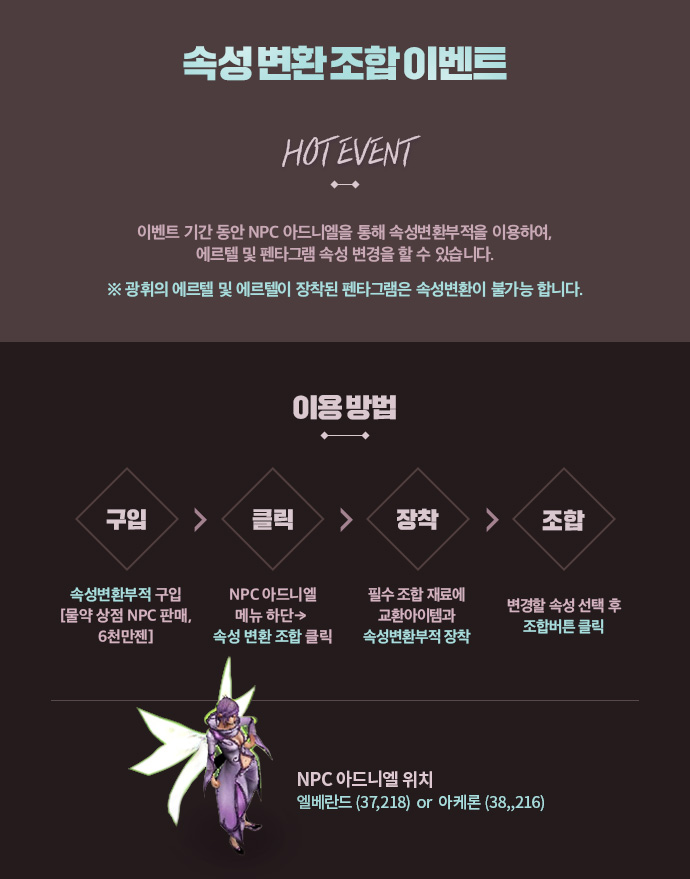 속성 변환 조합 이벤트
HOT EVENT
이벤트 기간 동안 NPC 아드니엘을 통해 속성변환부적을 이용하여,
에르텔 및 펜타그램 속성 변경을 할 수 있습니다.
※ 광휘의 에르텔 및 에르텔이 장착된 펜타그램은 속성변환이 불가능 합니다.
이용 방법
구입
속성변환부적 구입
[물약 상점 NPC 판매,
6천만젠]
클릭
NPC 아드니엘
메뉴 하단→
속성 변환 조합 클릭
장착
필수 조합 재료에
교환아이템과
속성변환부적 장착
조합
변경할 속성 선택 후
조합버튼 클릭
NPC 아드니엘 위치
엘베란드 (37,218) or 아케론 (38,,216)